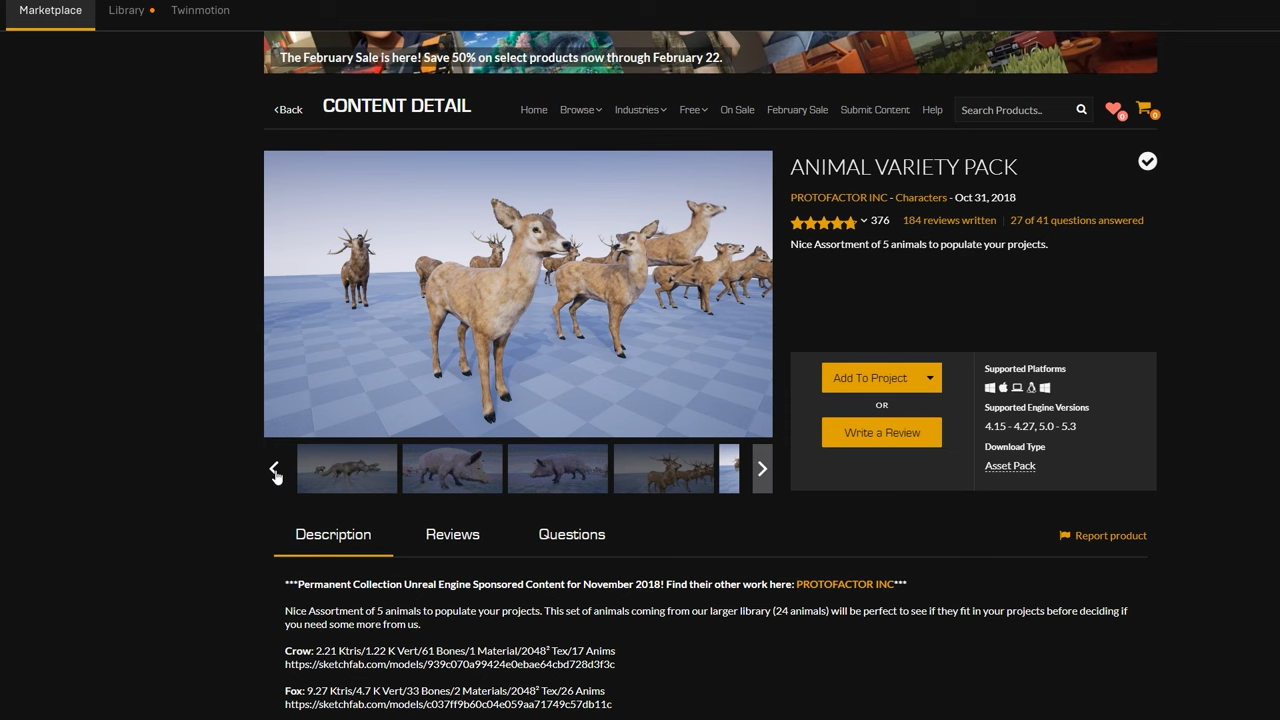 Marketplace
Library
Twinmotion
The February Sale is here! Save 50% on select products now through February 22.
Back
CONTENT DETAIL
Home
Browse
Industries
Free
On Sale
February Sale
Submit Content
Help
Search Products..
0
0
ANIMAL VARIETY PACK
PROTOFACTOR INC - Characters - Oct 31, 2018
376
184 reviews written
27 of 41 questions answered
Nice Assortment of 5 animals to populate your projects.
Add To Project
OR
Write a Review
Supported Platforms
Supported Engine Versions
4.15 - 4.27, 5.0 - 5.3
Download Type
Asset Pack
Description
Reviews
Questions
Report product
***Permanent Collection Unreal Engine Sponsored Content for November 2018! Find their other work here: PROTOFACTOR INC***
Nice Assortment of 5 animals to populate your projects. This set of animals coming from our larger library (24 animals) will be perfect to see if they fit in your projects before deciding if
you need some more from us.
Crow: 2.21 Ktris/1.22 K Vert/61 Bones/1 Material/2048² Tex/17 Anims
https://sketchfab.com/models/939c070a99424e0ebae64cbd728d3f3c
Fox: 9.27 Ktris/4.7 K Vert/33 Bones/2 Materials/2048² Tex/26 Anims
https://sketchfab.com/models/c037ff9b60c04e059aa71749c57db11c